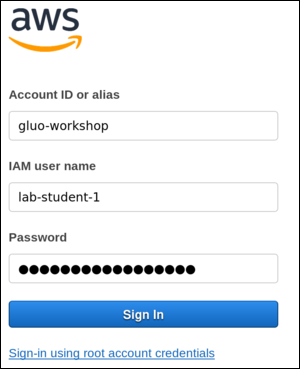 aws
Account ID or alias
gluo-workshop
IAM user name
lab-student-1
Password
●●●●●●●●●●●●●●●●●
Sign In
Sign-in using root account credentials